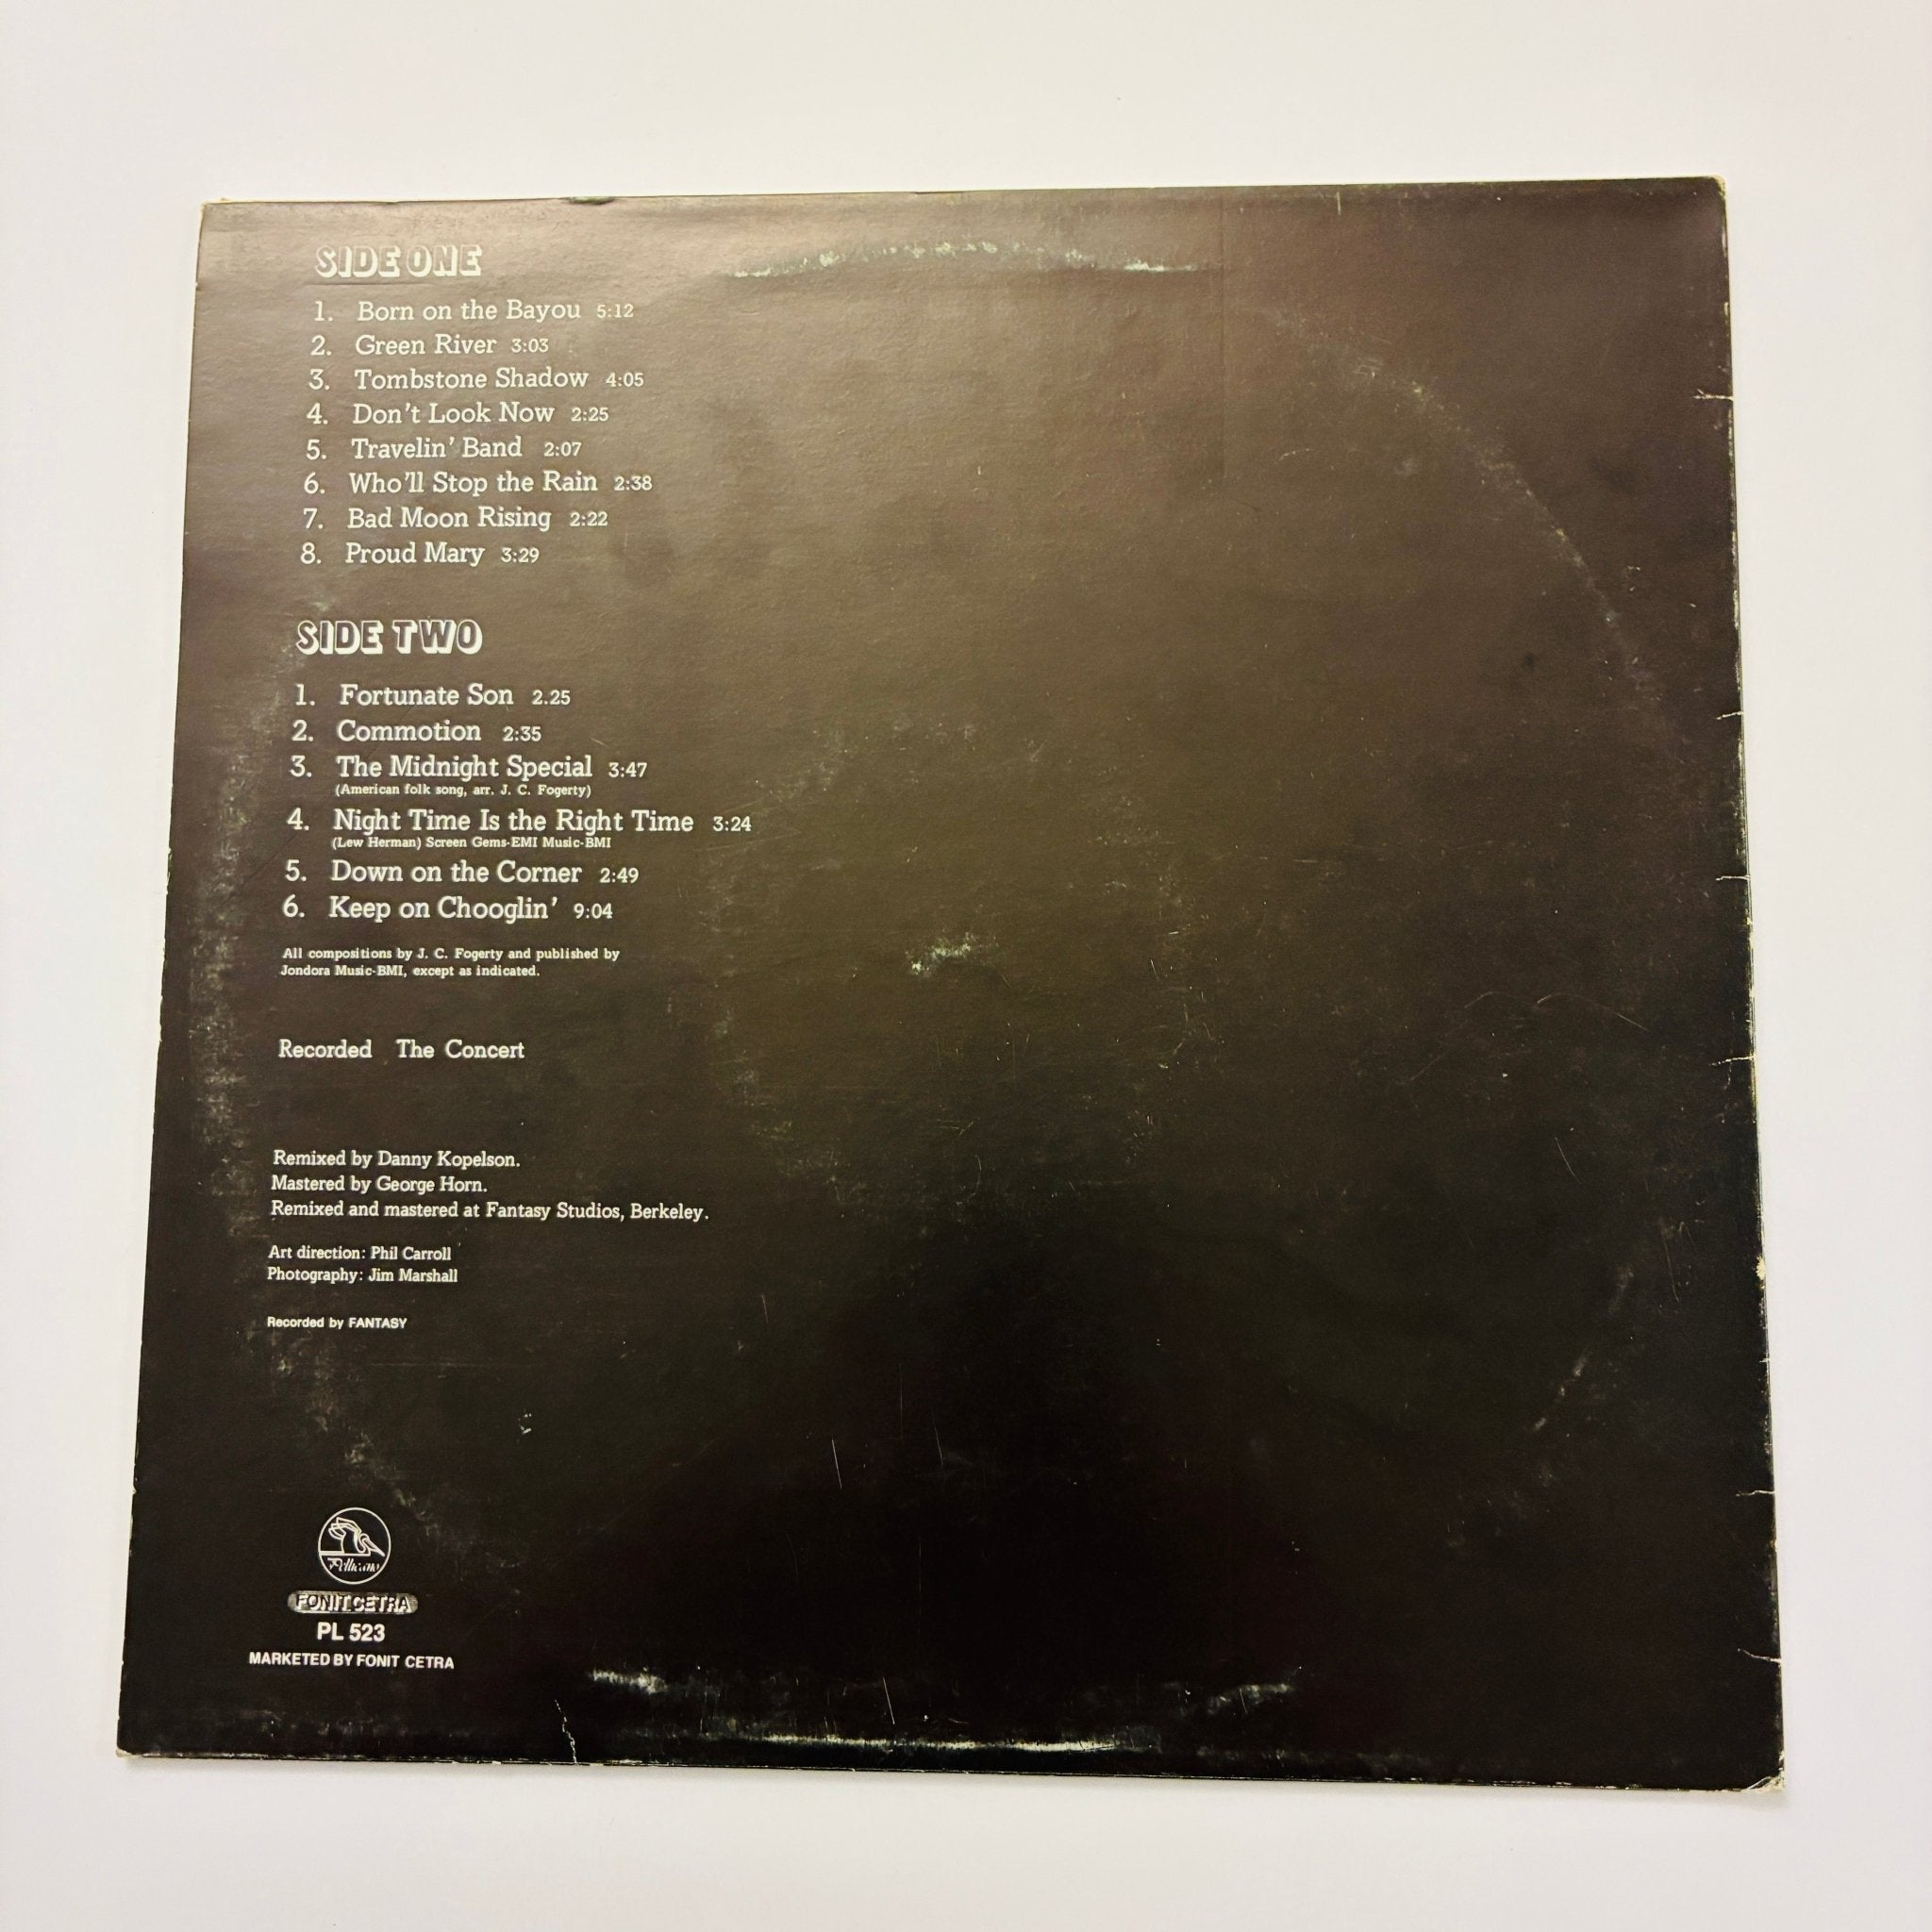 SIDE ONE
1. Born on the Bayou 5:12
2. Green River 3:03
3. Tombstone Shadow 4:05
4. Don't Look Now 2:25
5. Travelin' Band 2:07
6. Who'll Stop the Rain 2:38
7. Bad Moon Rising 2:22
8. Proud Mary 3:29
SIDE TWO
1. Fortunate Son 2.25
2. Commotion 2:35
3. The Midnight Special 3:47
(American folk song, arr. J. C. Fogerty)
4. Night Time Is the Right Time 3:24
(Lew Herman) Screen Gems-EMI Music-BMI
5. Down on the Corner 2:49
6. Keep on Chooglin' 9:04
All compositions by J. C. Fogerty and published by
Jondora Music-BMI, except as indicated.
Recorded The Concert
Remixed by Danny Kopelson.
Mastered by George Horn.
Remixed and mastered at Fantasy Studios, Berkeley.
Art direction: Phil Carroll
Photography: Jim Marshall
Recorded by FANTASY
Pellicano
FONIT CETRA
PL 523
MARKETED BY FONIT CETRA